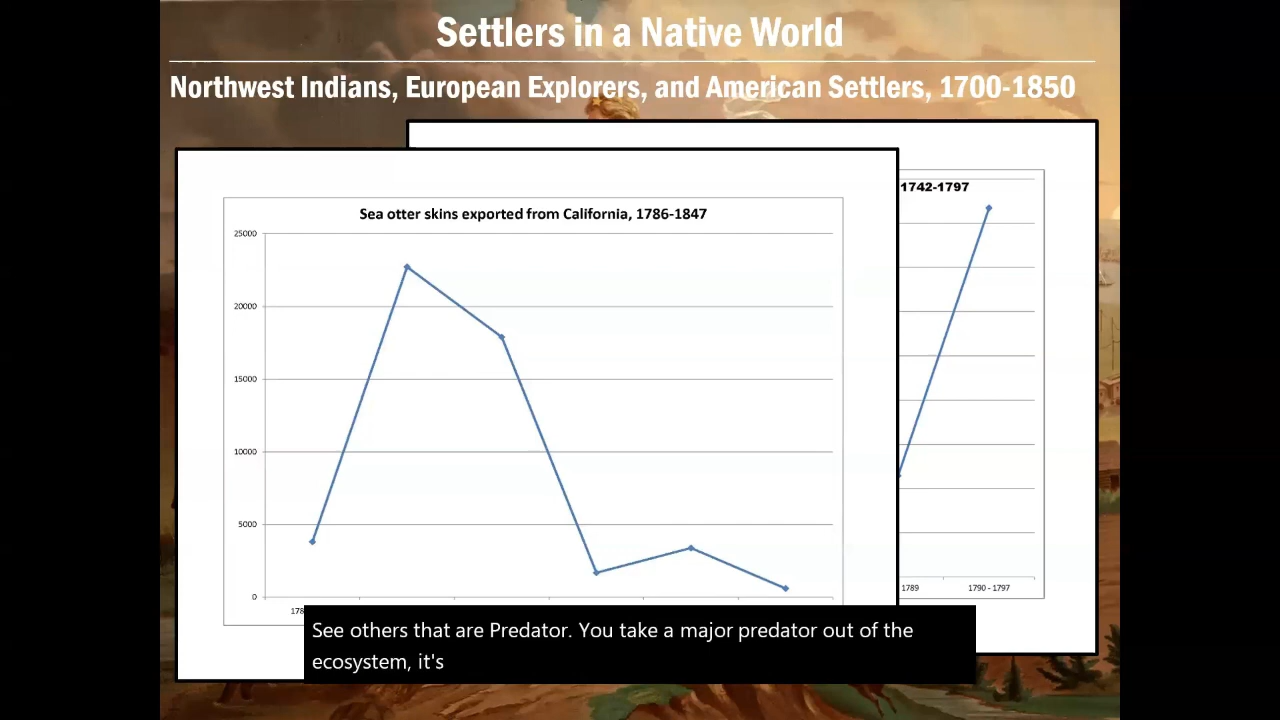 Settlers in a Native World
Northwest Indians, European Explorers, and American Settlers, 1700-1850
1742-1797
Sea otter skins exported from California, 1786-1847
25000
20000
15000
10000
5000
0
1789
1790 - 1797
See others that are Predator. You take a major predator out of the
ecosystem, it's